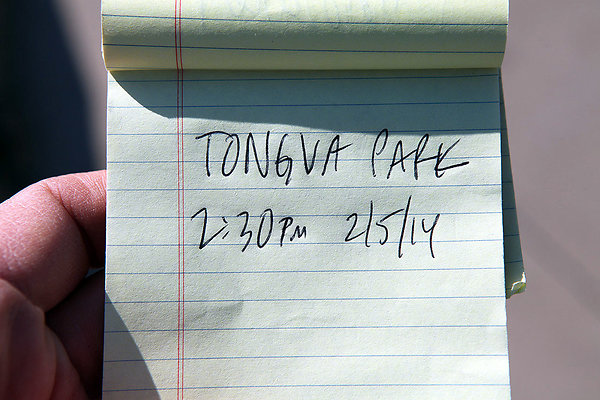 TONGVA PARK
2:30PM 2/5/14